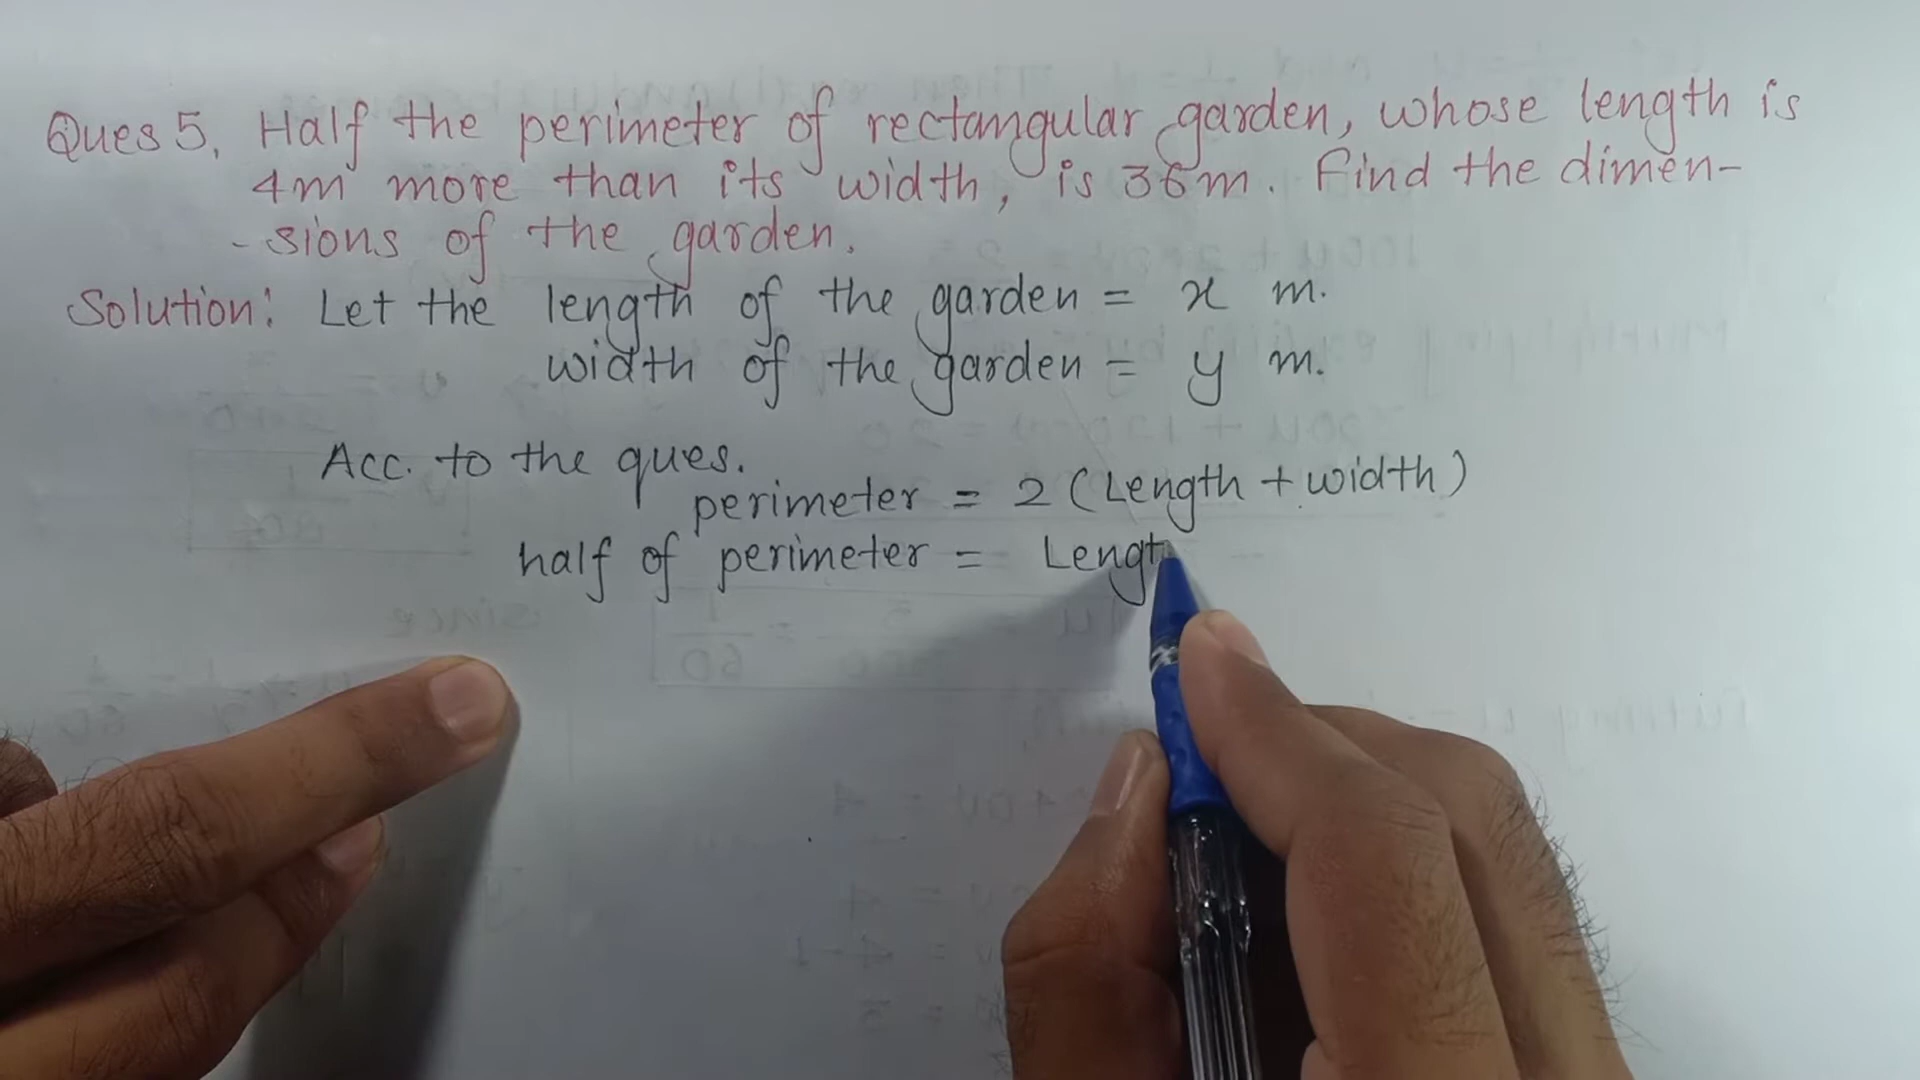 Ques 5, Half the perimeter of rectangular garden, whose length is
4m more than its width, is 36m. Find the dimen-
-sions of the garden.
Solution: Let the length of the garden = x m.
width of the garden = y m.
Acc. to the ques.
perimeter = 2 (Length + width)
half of perimeter = Lengt